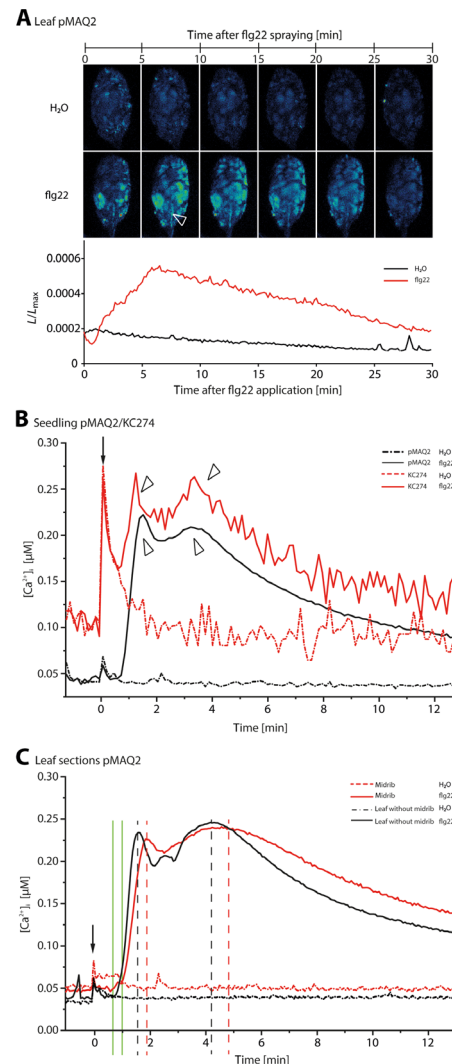 A Leaf pMAQ2
Time after flg22 spraying [min]
0 5 10 15 20 25 30
H₂O
flg22
0.0006
0.0004
0.0002
0
L/Lmax
H₂O
flg22
0 5 10 15 20 25 30
Time after flg22 application [min]
B Seedling pMAQ2/KC274
0.30
0.25
0.20
0.15
0.10
0.05
[Ca²⁺]i [µM]
pMAQ2 H₂O
pMAQ2 flg22
KC274 H₂O
KC274 flg22
0 2 4 6 8 10 12
Time [min]
C Leaf sections pMAQ2
0.30
0.25
0.20
0.15
0.10
0.05
0.00
[Ca²⁺]i [µM]
Midrib H₂O
Midrib flg22
Leaf without midrib H₂O
Leaf without midrib flg22
0 2 4 6 8 10 12
Time [min]